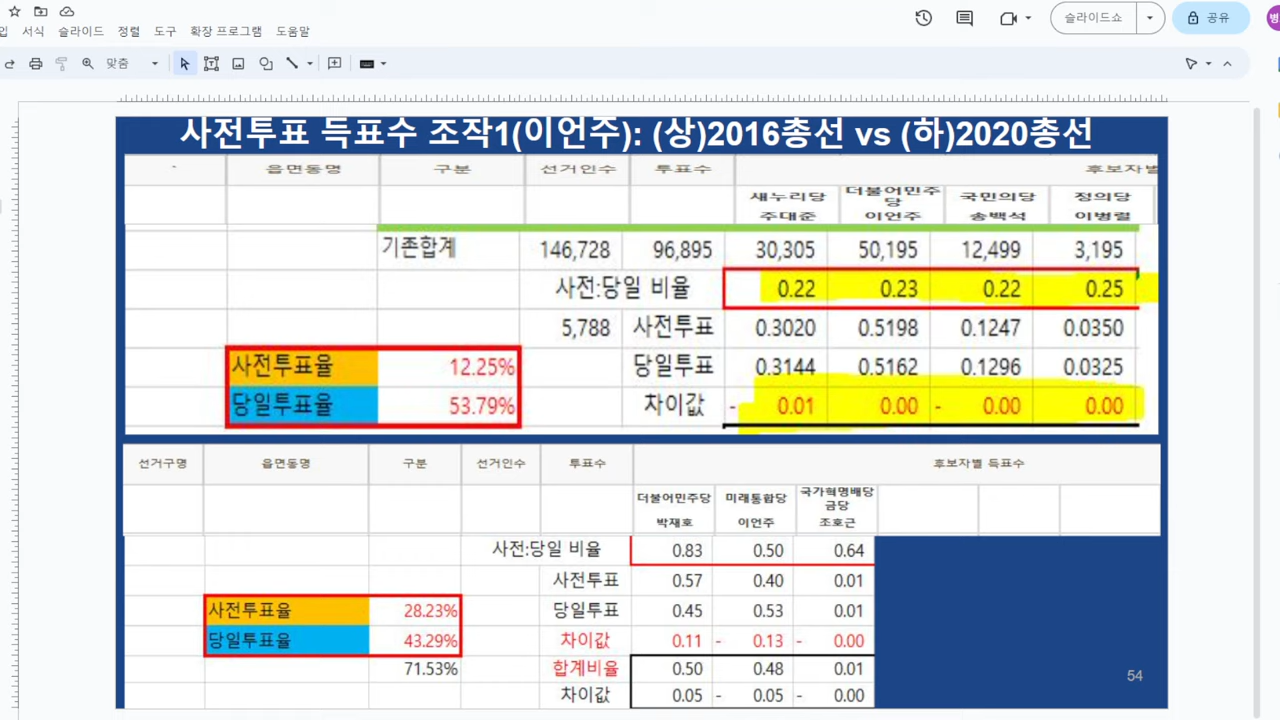 입 서식 슬라이드 정렬 도구 확장 프로그램 도움말
슬라이드쇼
공유
병
맞춤
사전투표 득표수 조작1(이언주): (상)2016총선 vs (하)2020총선
읍면동명 구분 선거인수 투표수 후보자별
새누리당 더불어민주당 국민의당 정의당
주대준 이언주 송백석 이병렬
기존합계 146,728 96,895 30,305 50,195 12,499 3,195
사전:당일 비율 0.22 0.23 0.22 0.25
5,788 사전투표 0.3020 0.5198 0.1247 0.0350
사전투표율 12.25% 당일투표 0.3144 0.5162 0.1296 0.0325
당일투표율 53.79% 차이값 - 0.01 0.00 - 0.00 0.00
선거구명 읍면동명 구분 선거인수 투표수 후보자별 득표수
더불어민주당 미래통합당 국가혁명배당금당
박재호 이언주 조호근
사전:당일 비율 0.83 0.50 0.64
사전투표 0.57 0.40 0.01
사전투표율 28.23% 당일투표 0.45 0.53 0.01
당일투표율 43.29% 차이값 0.11 - 0.13 - 0.00
71.53% 합계비율 0.50 0.48 0.01
차이값 0.05 - 0.05 - 0.00
54